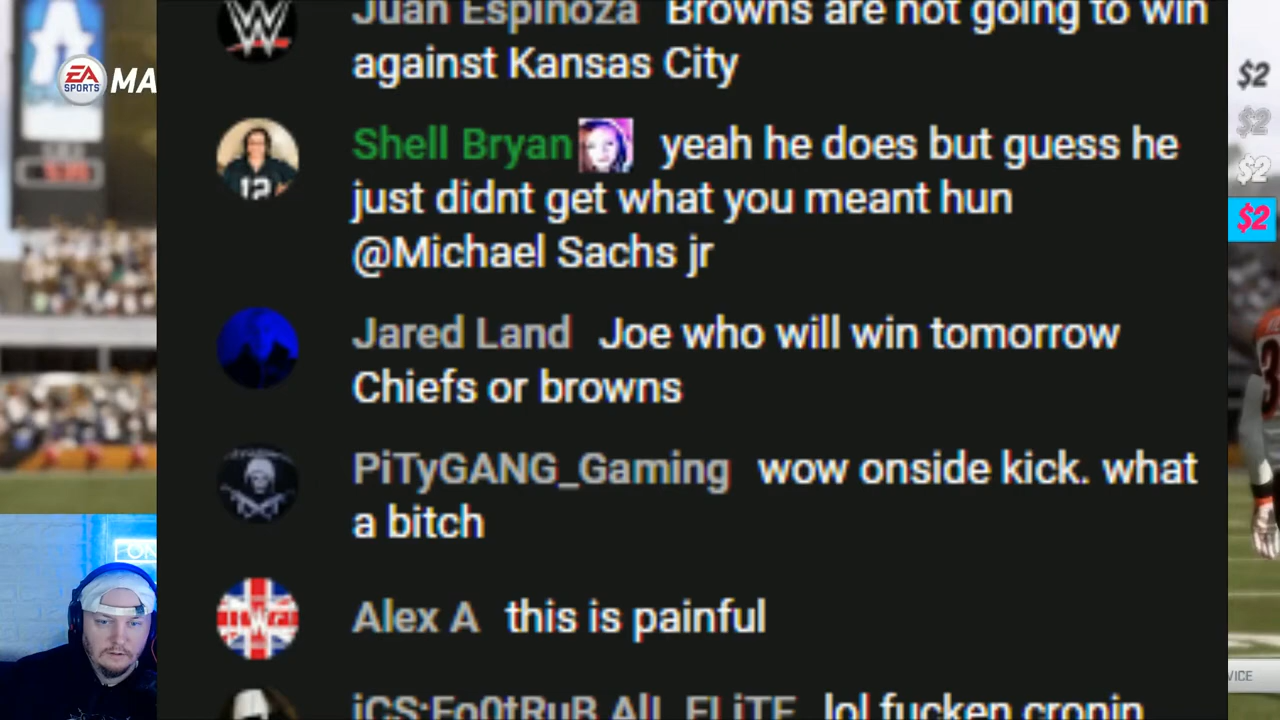 Juan Espinoza Browns are not going to win
against Kansas City
EA
SPORTS
MA
$2
$2
$2
$2
Shell Bryan yeah he does but guess he
just didnt get what you meant hun
@Michael Sachs jr
12
Jared Land Joe who will win tomorrow
Chiefs or browns
PiTyGANG_Gaming wow onside kick. what
a bitch
Alex A this is painful
iCS:Fo0tRuB ALL ELiTE lol fucken cronin
VICE